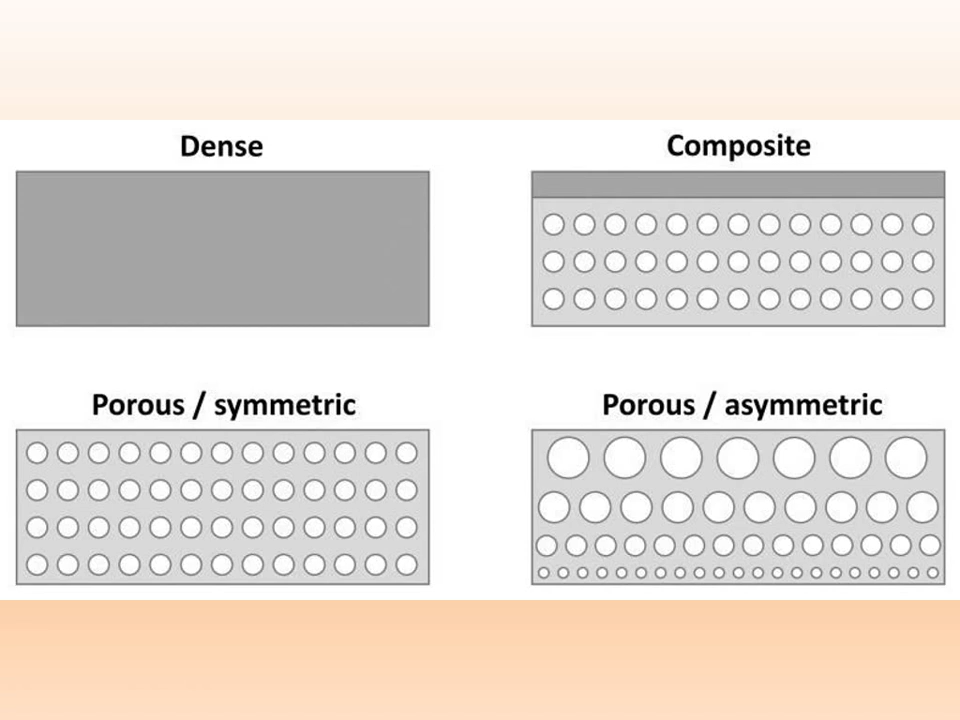 Dense
Composite
Porous / symmetric
Porous / asymmetric